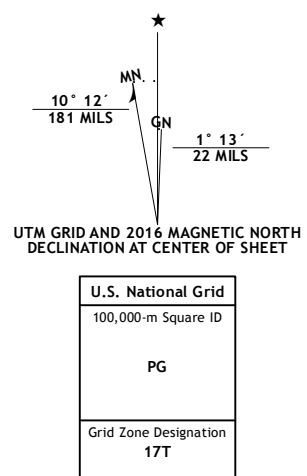 ★
MN
GN
10° 12´
181 MILS
1° 13´
22 MILS
UTM GRID AND 2016 MAGNETIC NORTH
DECLINATION AT CENTER OF SHEET
U.S. National Grid
100,000-m Square ID
PG
Grid Zone Designation
17T